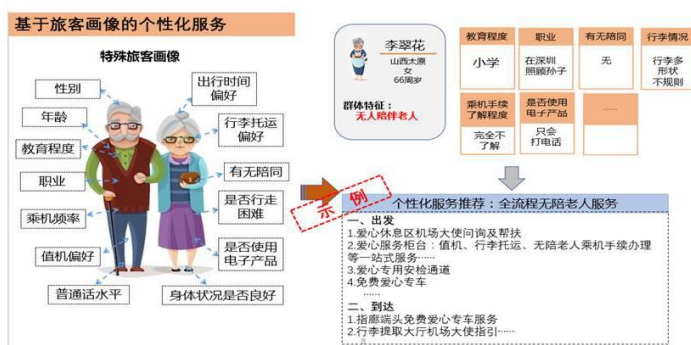 基于旅客画像的个性化服务
特殊旅客画像
性别
年龄
教育程度
职业
乘机频率
值机偏好
普通话水平
出行时间
偏好
行李托运
偏好
有无陪同
是否行走
困难
是否使用
电子产品
身体状况是否良好
李翠花
山西太原
女
66周岁
群体特征：
无人陪伴老人
教育程度
小学
职业
在深圳
照顾孙子
有无陪同
无
行李情况
行李多
形状
不规则
乘机手续
了解程度
完全不
了解
是否使用
电子产品
只会
打电话
……
示例
个性化服务推荐：全流程无陪老人服务
一、出发
1.爱心休息区机场大使问询及帮扶
2.爱心服务柜台：值机、行李托运、无陪老人乘机手续办理
等一站式服务……
3.爱心专用安检通道
4.免费爱心专车
……
二、到达
1.指廊端头免费爱心专车服务
2.行李提取大厅机场大使指引……